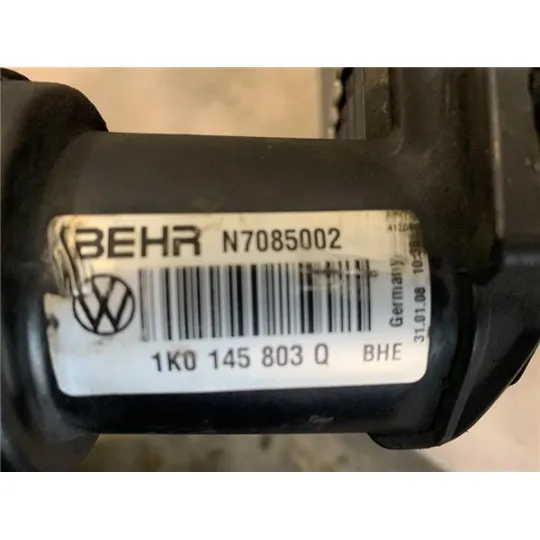 BEHR N7085002
1K0 145 803 Q BHE
Germany
31.01.08